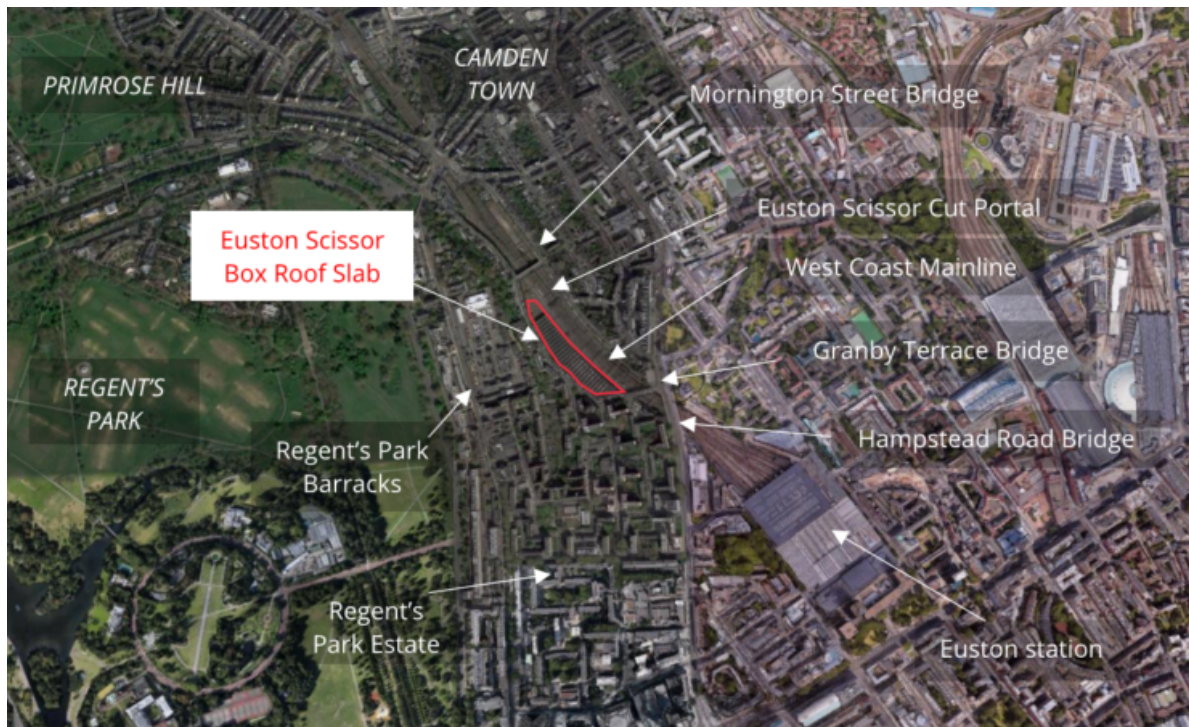 PRIMROSE HILL
CAMDEN
TOWN
Mornington Street Bridge
Euston Scissor Cut Portal
Euston Scissor
Box Roof Slab
West Coast Mainline
Granby Terrace Bridge
REGENT'S
PARK
Hampstead Road Bridge
Regent's Park
Barracks
Regent's
Park Estate
Euston station